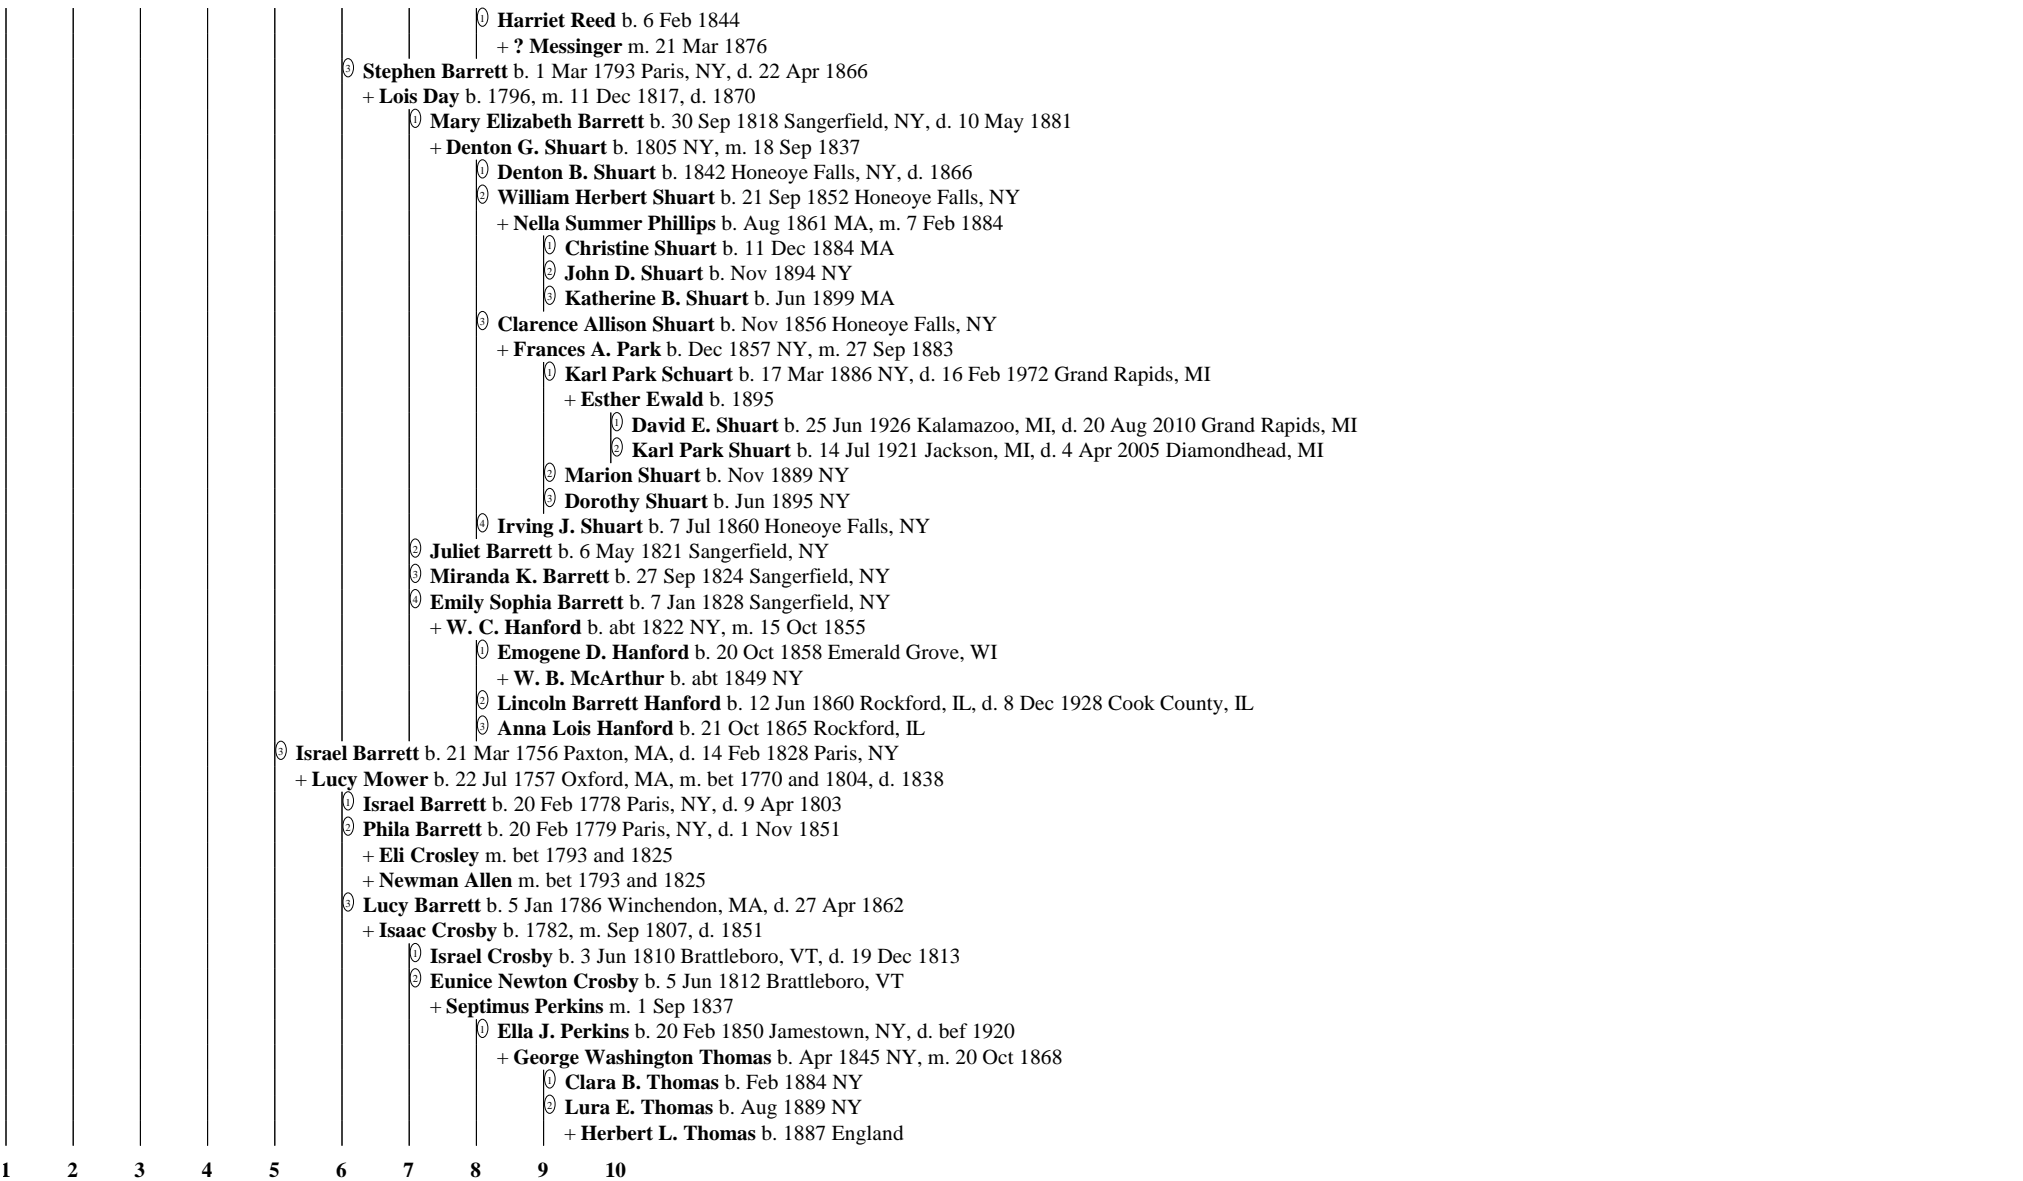 ① Harriet Reed b. 6 Feb 1844
+ ? Messinger m. 21 Mar 1876
③ Stephen Barrett b. 1 Mar 1793 Paris, NY, d. 22 Apr 1866
+ Lois Day b. 1796, m. 11 Dec 1817, d. 1870
① Mary Elizabeth Barrett b. 30 Sep 1818 Sangerfield, NY, d. 10 May 1881
+ Denton G. Shuart b. 1805 NY, m. 18 Sep 1837
① Denton B. Shuart b. 1842 Honeoye Falls, NY, d. 1866
② William Herbert Shuart b. 21 Sep 1852 Honeoye Falls, NY
+ Nella Summer Phillips b. Aug 1861 MA, m. 7 Feb 1884
① Christine Shuart b. 11 Dec 1884 MA
② John D. Shuart b. Nov 1894 NY
③ Katherine B. Shuart b. Jun 1899 MA
③ Clarence Allison Shuart b. Nov 1856 Honeoye Falls, NY
+ Frances A. Park b. Dec 1857 NY, m. 27 Sep 1883
① Karl Park Schuart b. 17 Mar 1886 NY, d. 16 Feb 1972 Grand Rapids, MI
+ Esther Ewald b. 1895
① David E. Shuart b. 25 Jun 1926 Kalamazoo, MI, d. 20 Aug 2010 Grand Rapids, MI
② Karl Park Shuart b. 14 Jul 1921 Jackson, MI, d. 4 Apr 2005 Diamondhead, MI
② Marion Shuart b. Nov 1889 NY
③ Dorothy Shuart b. Jun 1895 NY
④ Irving J. Shuart b. 7 Jul 1860 Honeoye Falls, NY
② Juliet Barrett b. 6 May 1821 Sangerfield, NY
③ Miranda K. Barrett b. 27 Sep 1824 Sangerfield, NY
④ Emily Sophia Barrett b. 7 Jan 1828 Sangerfield, NY
+ W. C. Hanford b. abt 1822 NY, m. 15 Oct 1855
① Emogene D. Hanford b. 20 Oct 1858 Emerald Grove, WI
+ W. B. McArthur b. abt 1849 NY
② Lincoln Barrett Hanford b. 12 Jun 1860 Rockford, IL, d. 8 Dec 1928 Cook County, IL
③ Anna Lois Hanford b. 21 Oct 1865 Rockford, IL
③ Israel Barrett b. 21 Mar 1756 Paxton, MA, d. 14 Feb 1828 Paris, NY
+ Lucy Mower b. 22 Jul 1757 Oxford, MA, m. bet 1770 and 1804, d. 1838
① Israel Barrett b. 20 Feb 1778 Paris, NY, d. 9 Apr 1803
② Phila Barrett b. 20 Feb 1779 Paris, NY, d. 1 Nov 1851
+ Eli Crosley m. bet 1793 and 1825
+ Newman Allen m. bet 1793 and 1825
③ Lucy Barrett b. 5 Jan 1786 Winchendon, MA, d. 27 Apr 1862
+ Isaac Crosby b. 1782, m. Sep 1807, d. 1851
① Israel Crosby b. 3 Jun 1810 Brattleboro, VT, d. 19 Dec 1813
② Eunice Newton Crosby b. 5 Jun 1812 Brattleboro, VT
+ Septimus Perkins m. 1 Sep 1837
① Ella J. Perkins b. 20 Feb 1850 Jamestown, NY, d. bef 1920
+ George Washington Thomas b. Apr 1845 NY, m. 20 Oct 1868
① Clara B. Thomas b. Feb 1884 NY
② Lura E. Thomas b. Aug 1889 NY
+ Herbert L. Thomas b. 1887 England
1 2 3 4 5 6 7 8 9 10